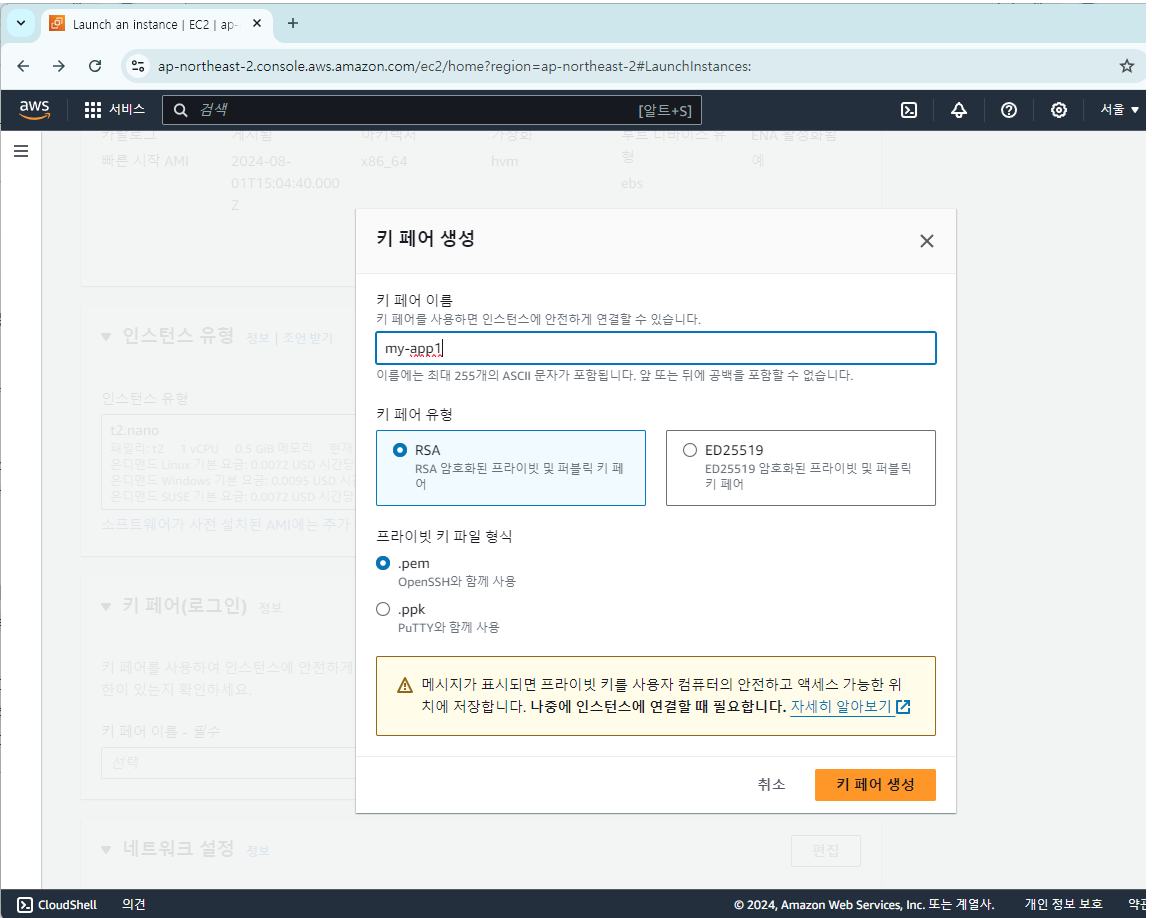 Launch an instance | EC2 | ap-
ap-northeast-2.console.aws.amazon.com/ec2/home?region=ap-northeast-2#LaunchInstances:
aws 서비스 검색 [알트+S] 서울
카탈로그 게시됨 아키텍처 가상화 루트 디바이스 유형 ENA 활성화됨
빠른 시작 AMI 2024-08-01T15:04:40.000Z x86_64 hvm ebs 예
인스턴스 유형 정보 | 조언 받기
인스턴스 유형
t2.nano
패밀리: t2 1 vCPU 0.5 GiB 메모리 현재
온디맨드 Linux 기본 요금: 0.0072 USD 시간당
온디맨드 Windows 기본 요금: 0.0095 USD 시간
온디맨드 SUSE 기본 요금: 0.0072 USD 시간당
소프트웨어가 사전 설치된 AMI에는 추가
키 페어(로그인) 정보
키 페어를 사용하여 인스턴스에 안전하게
한이 있는지 확인하세요.
키 페어 이름 - 필수
선택
네트워크 설정 정보
편집
키 페어 생성
키 페어 이름
키 페어를 사용하면 인스턴스에 안전하게 연결할 수 있습니다.
my-app1
이름에는 최대 255개의 ASCII 문자가 포함됩니다. 앞 또는 뒤에 공백을 포함할 수 없습니다.
키 페어 유형
RSA
RSA 암호화된 프라이빗 및 퍼블릭 키 페
어
ED25519
ED25519 암호화된 프라이빗 및 퍼블릭
키 페어
프라이빗 키 파일 형식
.pem
OpenSSH와 함께 사용
.ppk
PuTTY와 함께 사용
메시지가 표시되면 프라이빗 키를 사용자 컴퓨터의 안전하고 액세스 가능한 위
치에 저장합니다. 나중에 인스턴스에 연결할 때 필요합니다. 자세히 알아보기
취소 키 페어 생성
CloudShell 의견 © 2024, Amazon Web Services, Inc. 또는 계열사. 개인 정보 보호 약관